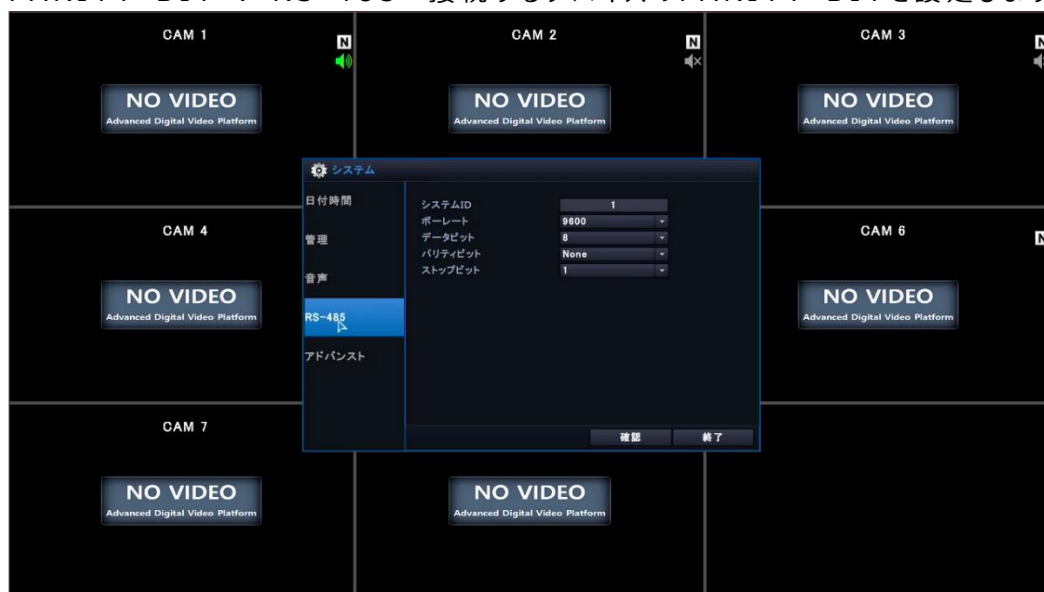 CAM 1
N
CAM 2
N
CAM 3
NO VIDEO
Advanced Digital Video Platform
NO VIDEO
Advanced Digital Video Platform
NO VIDEO
Advanced Digital Video Platform
システム
日付時間
管理
音声
RS-485
アドバンスト
システムID 1
ボーレート 9600
データビット 8
パリティビット None
ストップビット 1
確認 終了
CAM 4
CAM 6
NO VIDEO
Advanced Digital Video Platform
NO VIDEO
Advanced Digital Video Platform
CAM 7
NO VIDEO
Advanced Digital Video Platform
NO VIDEO
Advanced Digital Video Platform